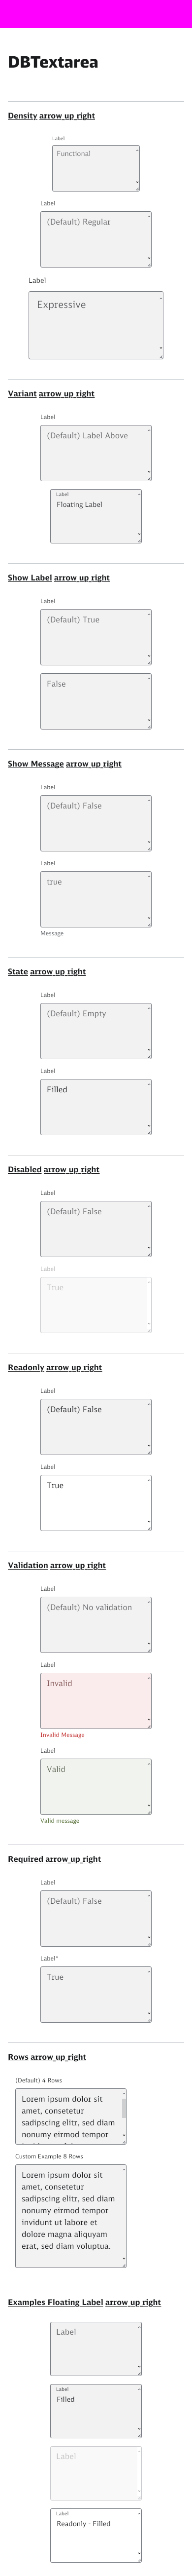 DBTextarea
Density arrow up right
Label
Functional
Label
(Default) Regular
Label
Expressive
Variant arrow up right
Label
(Default) Label Above
Label
Floating Label
Show Label arrow up right
Label
(Default) True
False
Show Message arrow up right
Label
(Default) False
Label
true
Message
State arrow up right
Label
(Default) Empty
Label
Filled
Disabled arrow up right
Label
(Default) False
Label
True
Readonly arrow up right
Label
(Default) False
Label
True
Validation arrow up right
Label
(Default) No validation
Label
Invalid
Invalid Message
Label
Valid
Valid message
Required arrow up right
Label
(Default) False
Label*
True
Rows arrow up right
(Default) 4 Rows
Lorem ipsum dolor sit
amet, consetetur
sadipscing elitr, sed diam
nonumy eirmod tempor
Custom Example 8 Rows
Lorem ipsum dolor sit
amet, consetetur
sadipscing elitr, sed diam
nonumy eirmod tempor
invidunt ut labore et
dolore magna aliquyam
erat, sed diam voluptua.
Examples Floating Label arrow up right
Label
Label
Filled
Label
Label
Readonly - Filled